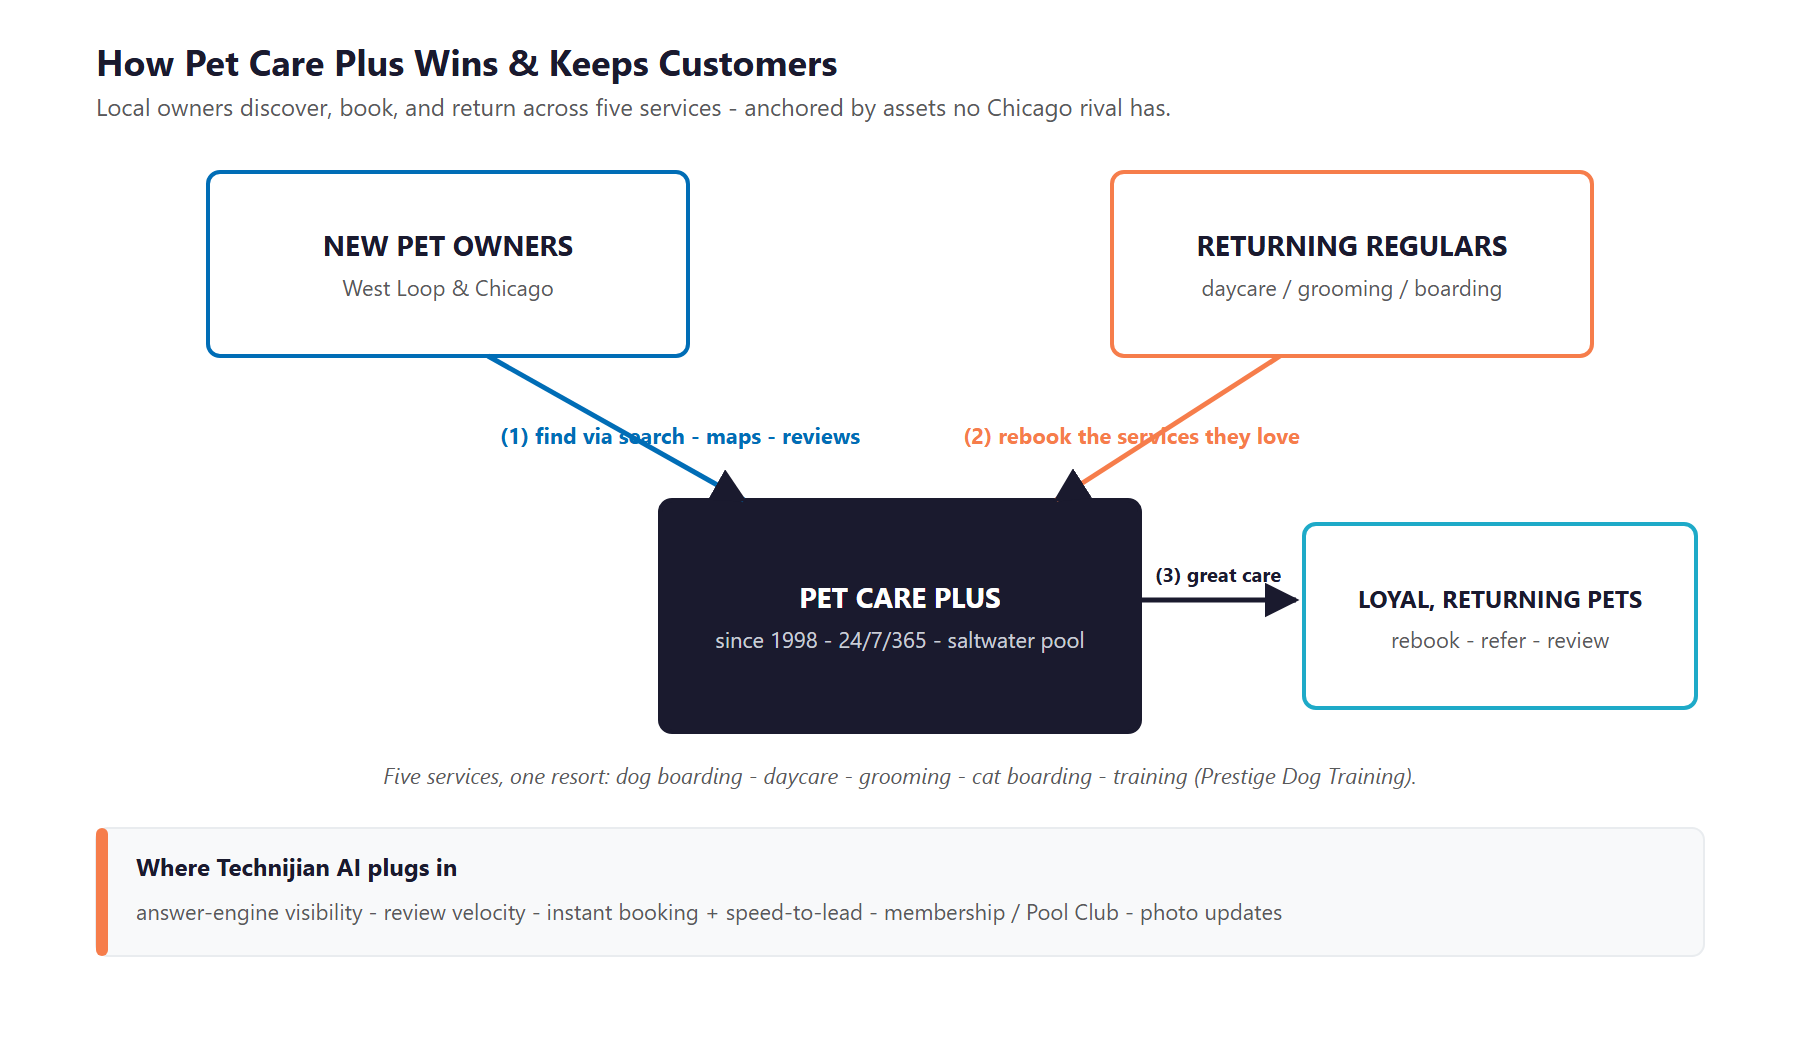 How Pet Care Plus Wins & Keeps Customers
Local owners discover, book, and return across five services - anchored by assets no Chicago rival has.
NEW PET OWNERS
West Loop & Chicago
RETURNING REGULARS
daycare / grooming / boarding
(1) find via search - maps - reviews
(2) rebook the services they love
PET CARE PLUS
since 1998 - 24/7/365 - saltwater pool
(3) great care
LOYAL, RETURNING PETS
rebook - refer - review
Five services, one resort: dog boarding - daycare - grooming - cat boarding - training (Prestige Dog Training).
Where Technijian AI plugs in
answer-engine visibility - review velocity - instant booking + speed-to-lead - membership / Pool Club - photo updates